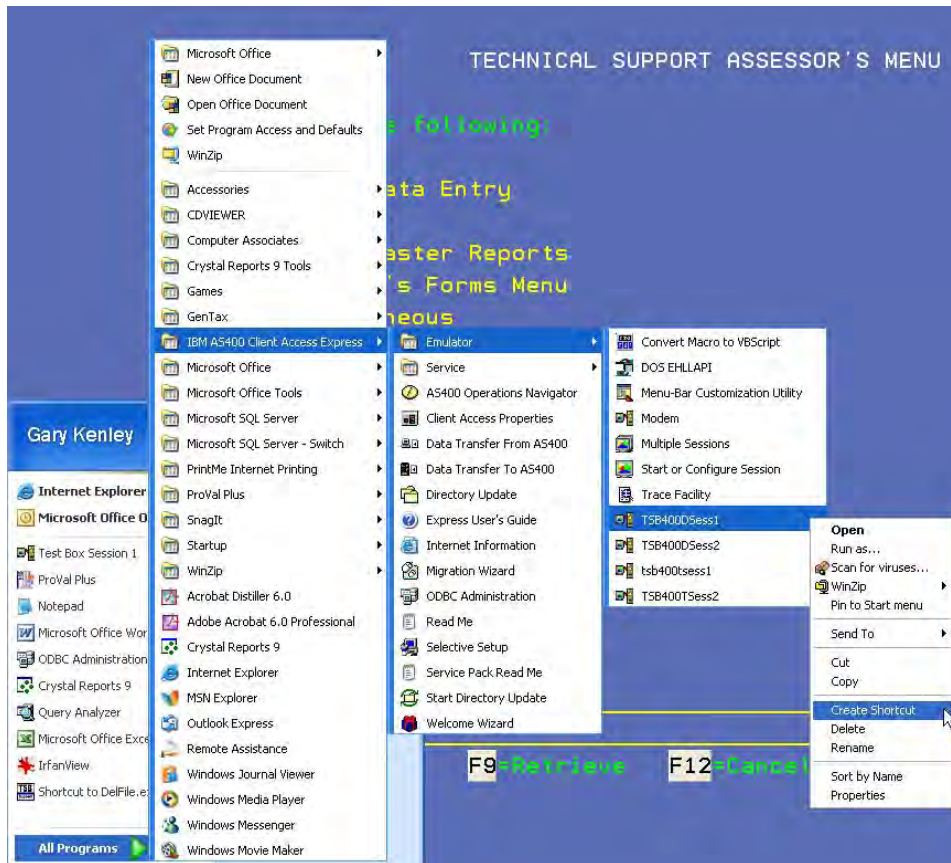 TECHNICAL SUPPORT ASSESSOR'S MENU
following:
ata Entry
aster Reports
's Forms Menu
neous
F9=Retrieve F12=Cancel
Gary Kenley
Internet Explorer
Microsoft Office O
Test Box Session 1
ProVal Plus
Notepad
Microsoft Office Wor
ODBC Administration
Crystal Reports 9
Query Analyzer
Microsoft Office Exce
IrfanView
Shortcut to DelFile.e
All Programs
Microsoft Office
New Office Document
Open Office Document
Set Program Access and Defaults
WinZip
Accessories
CDVIEWER
Computer Associates
Crystal Reports 9 Tools
Games
GenTax
IBM AS400 Client Access Express
Microsoft Office
Microsoft Office Tools
Microsoft SQL Server
Microsoft SQL Server - Switch
PrintMe Internet Printing
ProVal Plus
SnagIt
Startup
WinZip
Acrobat Distiller 6.0
Adobe Acrobat 6.0 Professional
Crystal Reports 9
Internet Explorer
MSN Explorer
Outlook Express
Remote Assistance
Windows Journal Viewer
Windows Media Player
Windows Messenger
Windows Movie Maker
Emulator
Service
AS400 Operations Navigator
Client Access Properties
Data Transfer From AS400
Data Transfer To AS400
Directory Update
Express User's Guide
Internet Information
Migration Wizard
ODBC Administration
Read Me
Selective Setup
Service Pack Read Me
Start Directory Update
Welcome Wizard
Convert Macro to VBScript
DOS EHLLAPI
Menu-Bar Customization Utility
Modem
Multiple Sessions
Start or Configure Session
Trace Facility
TSB400DSess1
TSB400DSess2
tsb400tsess1
TSB400TSess2
Open
Run as...
Scan for viruses...
WinZip
Pin to Start menu
Send To
Cut
Copy
Create Shortcut
Delete
Rename
Sort by Name
Properties